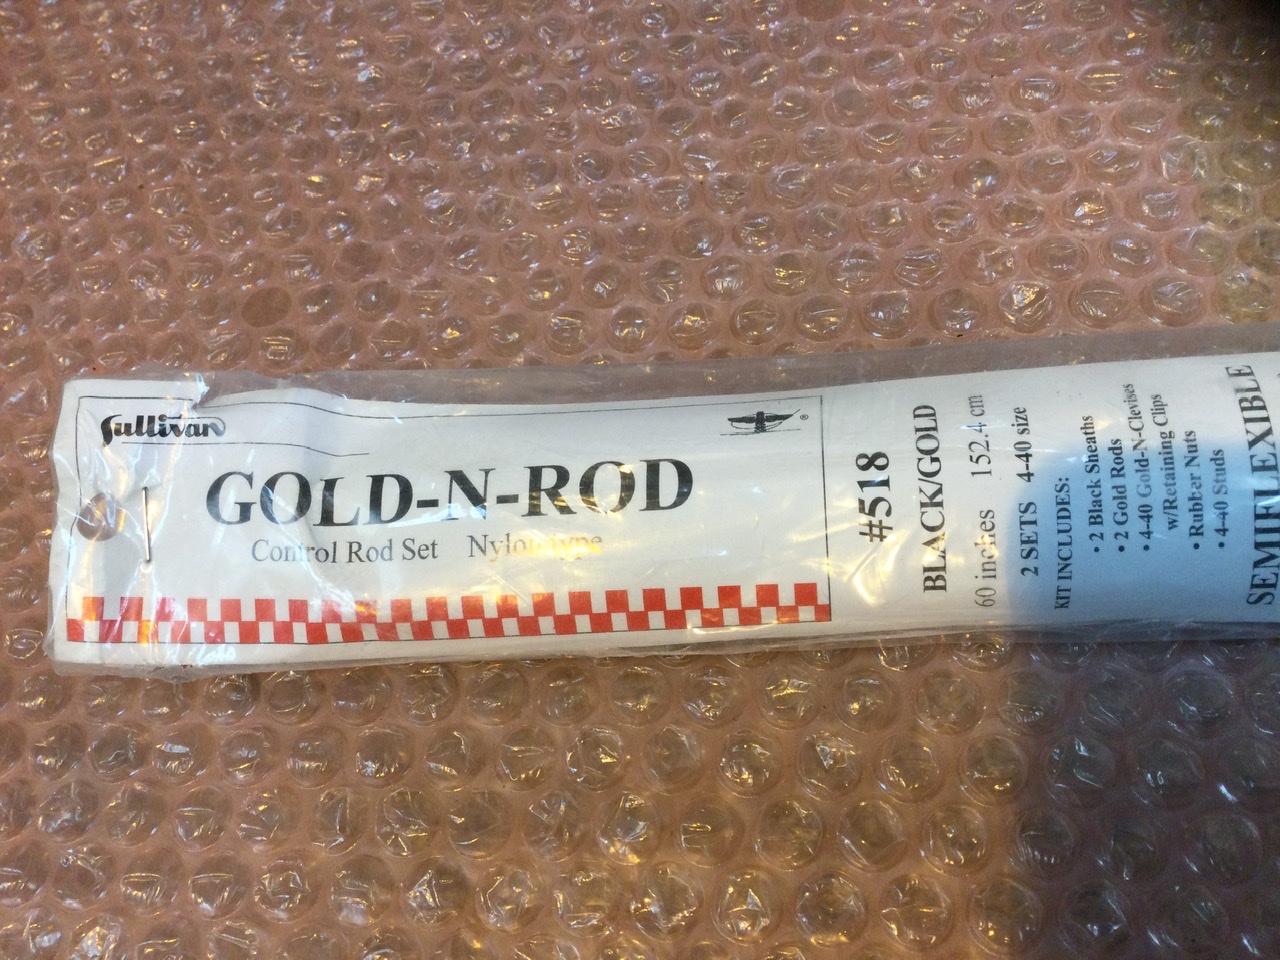 Sullivan
®
GOLD-N-ROD
Control Rod Set Nylon type
#518
BLACK/GOLD
60 inches 152.4 cm
2 SETS 4-40 size
KIT INCLUDES:
• 2 Black Sheaths
• 2 Gold Rods
• 4-40 Gold-N-Clevises
w/Retaining Clips
• Rubber Nuts
• 4-40 Studs
SEMIFLEXIBLE